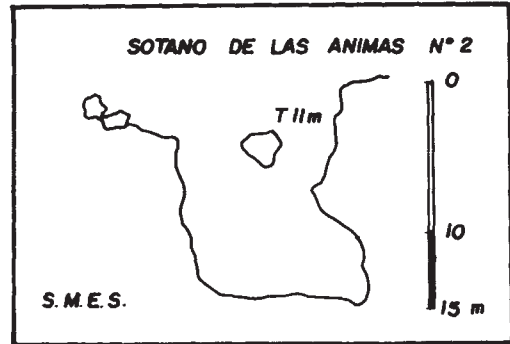 SOTANO DE LAS ANIMAS Nº 2
0
T 11m
10
S.M.E.S.
15 m